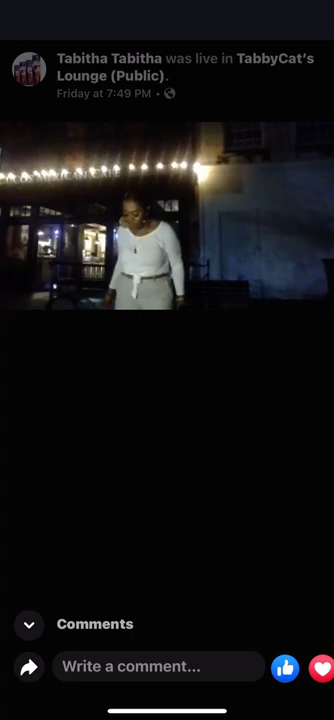 Tabitha Tabitha was live in TabbyCat's
Lounge (Public).
Friday at 7:49 PM ·
Comments
Write a comment...